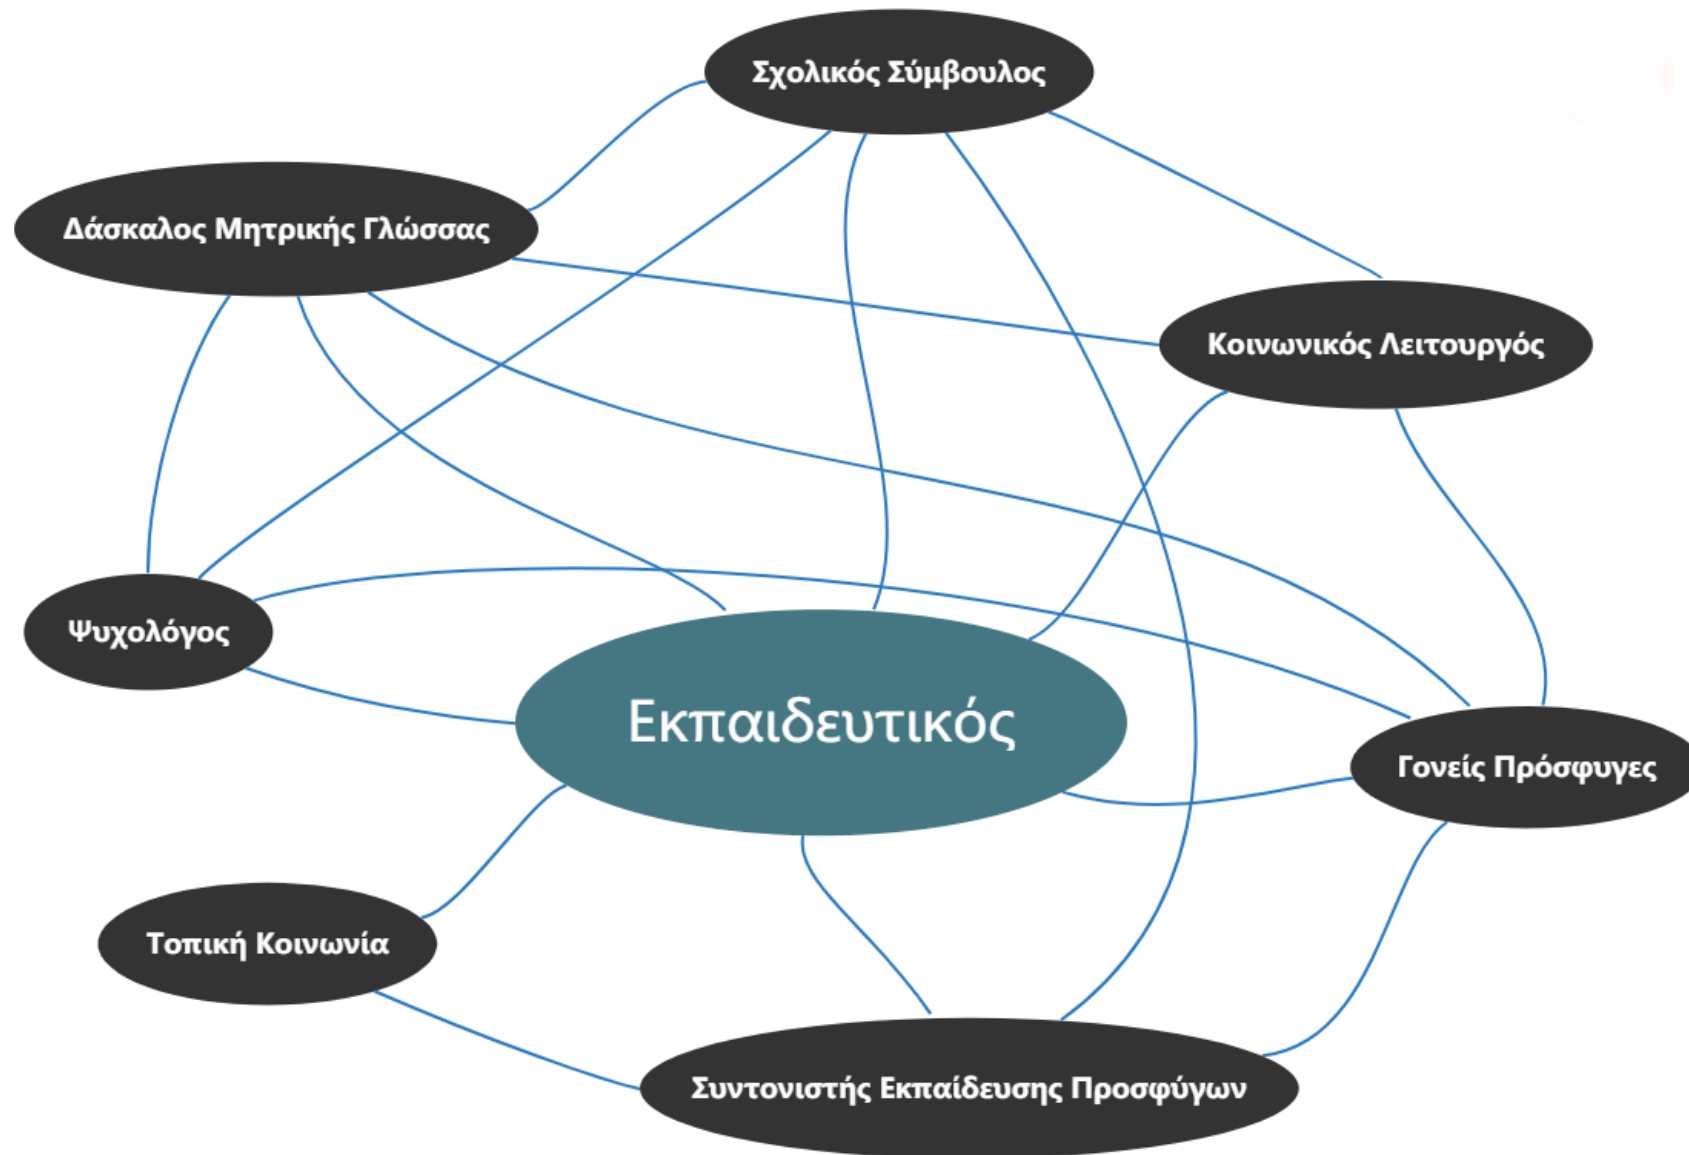 Σχολικός Σύμβουλος
Δάσκαλος Μητρικής Γλώσσας
Κοινωνικός Λειτουργός
Ψυχολόγος
Εκπαιδευτικός
Γονείς Πρόσφυγες
Τοπική Κοινωνία
Συντονιστής Εκπαίδευσης Προσφύγων